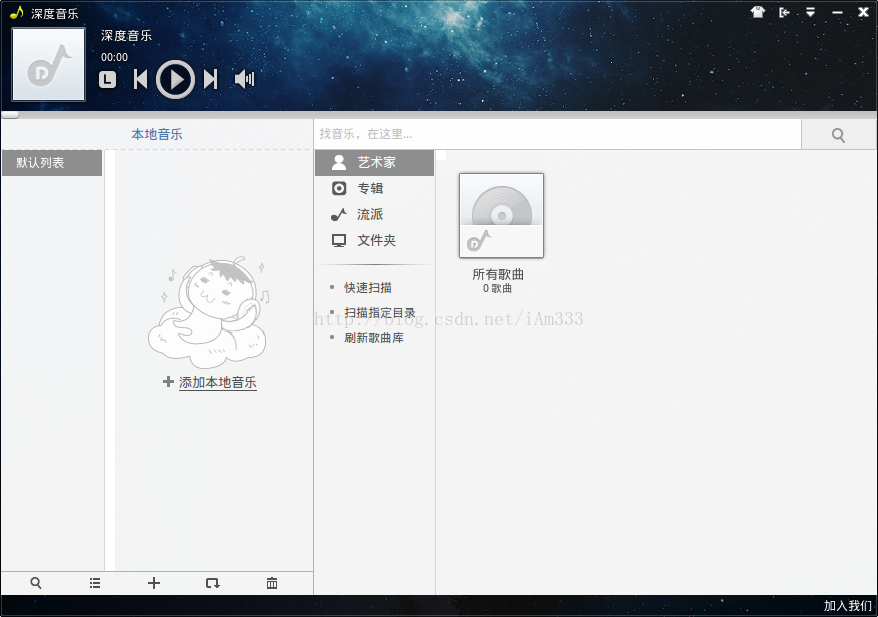 深度音乐
深度音乐
00:00
L
本地音乐
找音乐，在这里...
默认列表
艺术家
专辑
流派
文件夹
快速扫描
扫描指定目录
刷新歌曲库
所有歌曲
0 歌曲
http://blog.csdn.net/iAm333
添加本地音乐
加入我们